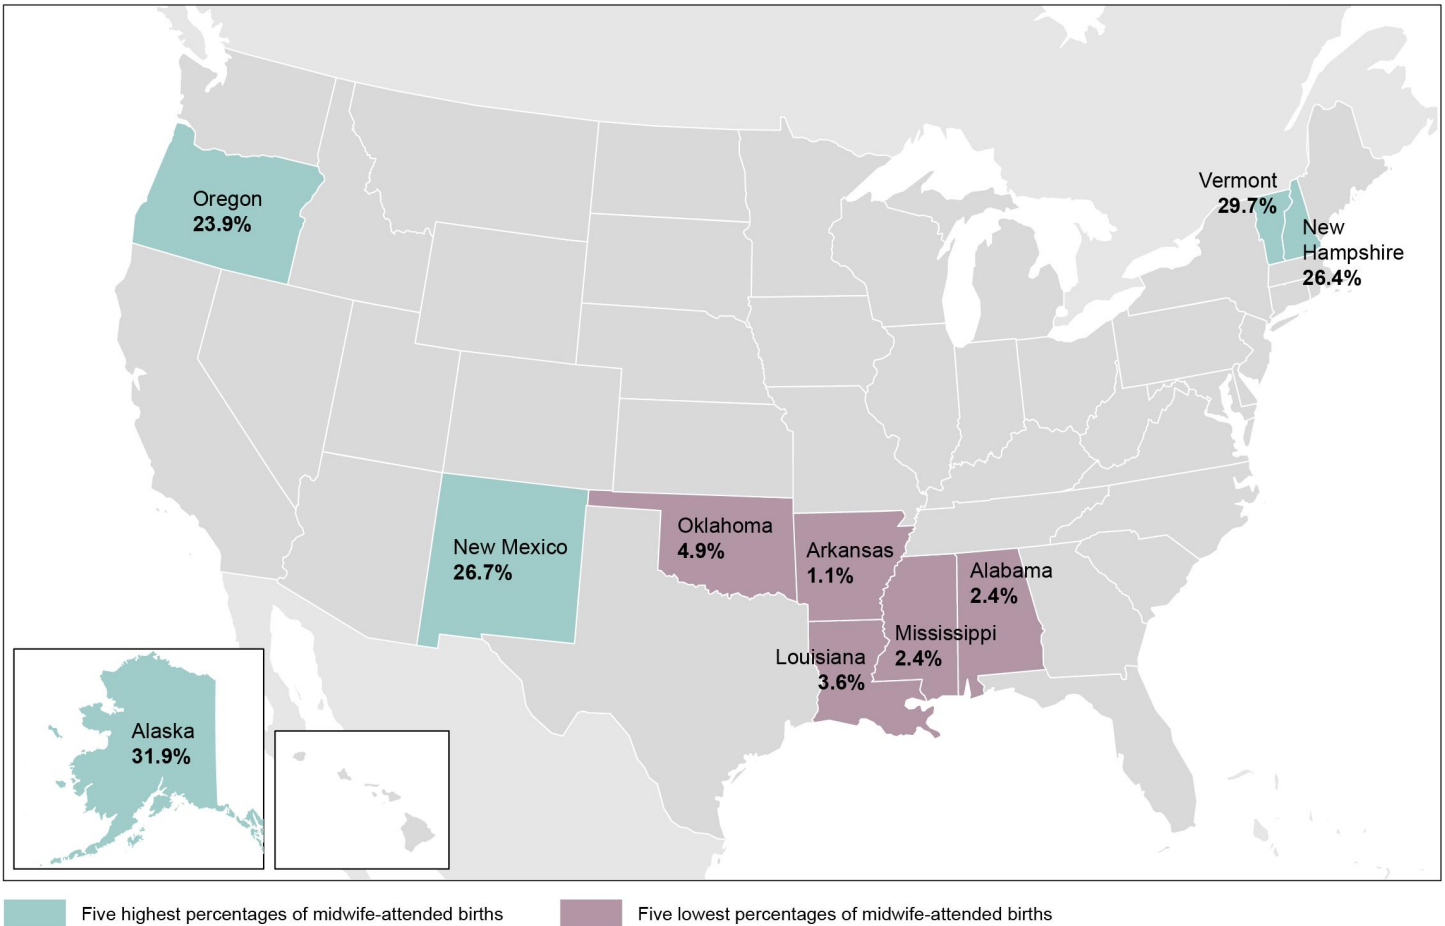 Vermont
29.7%
Oregon
23.9%
New
Hampshire
26.4%
Oklahoma
4.9%
New Mexico
26.7%
Arkansas
1.1%
Alabama
2.4%
Mississippi
2.4%
Louisiana
3.6%
Alaska
31.9%
Five highest percentages of midwife-attended births
Five lowest percentages of midwife-attended births